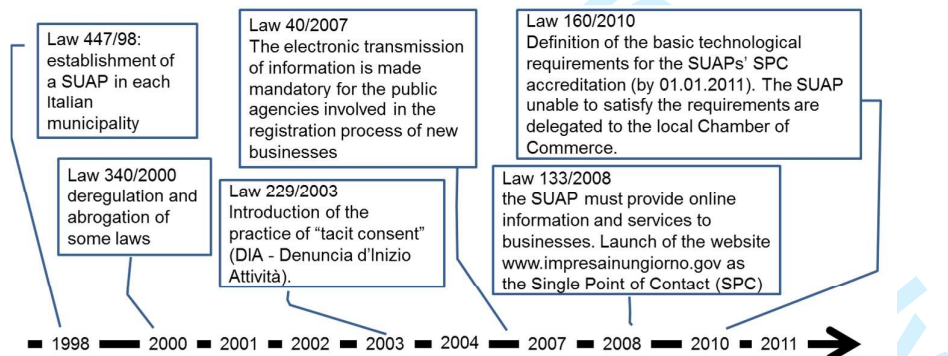 Law 447/98:
establishment of
a SUAP in each
Italian
municipality
Law 40/2007
The electronic transmission
of information is made
mandatory for the public
agencies involved in the
registration process of new
businesses
Law 160/2010
Definition of the basic technological
requirements for the SUAPs' SPC
accreditation (by 01.01.2011). The SUAP
unable to satisfy the requirements are
delegated to the local Chamber of
Commerce.
Law 340/2000
deregulation and
abrogation of
some laws
Law 229/2003
Introduction of the
practice of “tacit consent”
(DIA - Denuncia d'Inizio
Attività).
Law 133/2008
the SUAP must provide online
information and services to
businesses. Launch of the website
www.impresainungiorno.gov as
the Single Point of Contact (SPC)
1998 2000 2001 2002 2003 2004 2007 2008 2010 2011